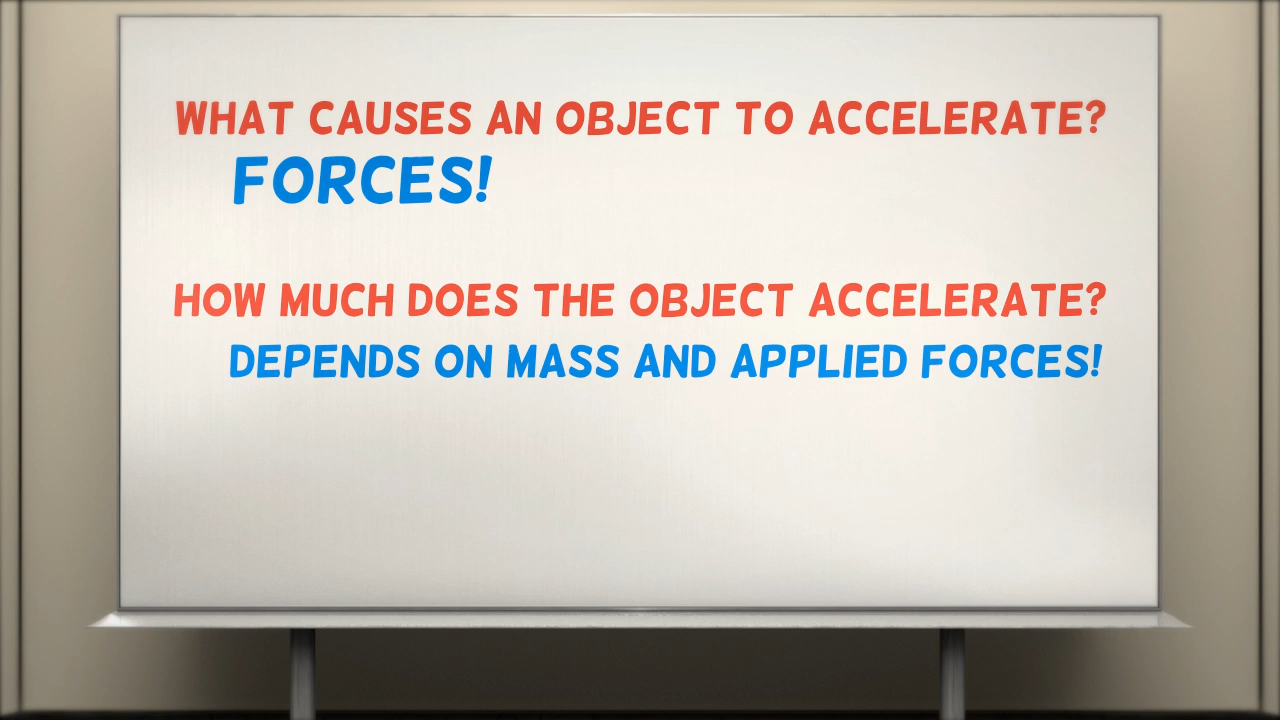 WHAT CAUSES AN OBJECT TO ACCELERATE?
FORCES!
HOW MUCH DOES THE OBJECT ACCELERATE?
DEPENDS ON MASS AND APPLIED FORCES!